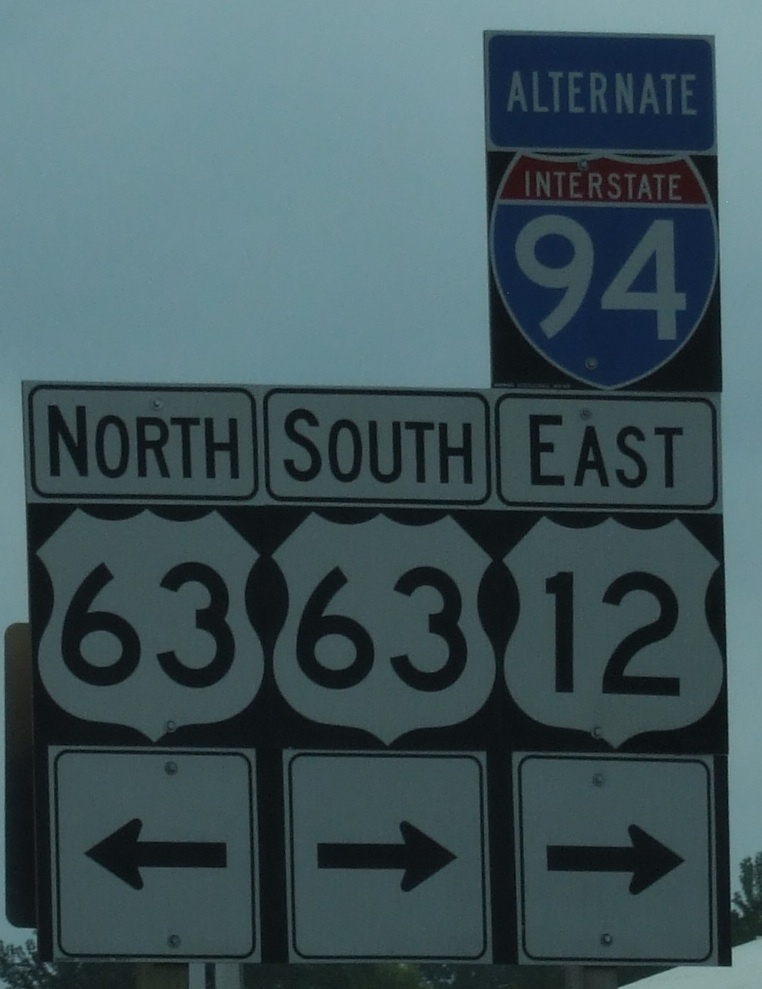 ALTERNATE
INTERSTATE
94
NORTH SOUTH EAST
63 63 12